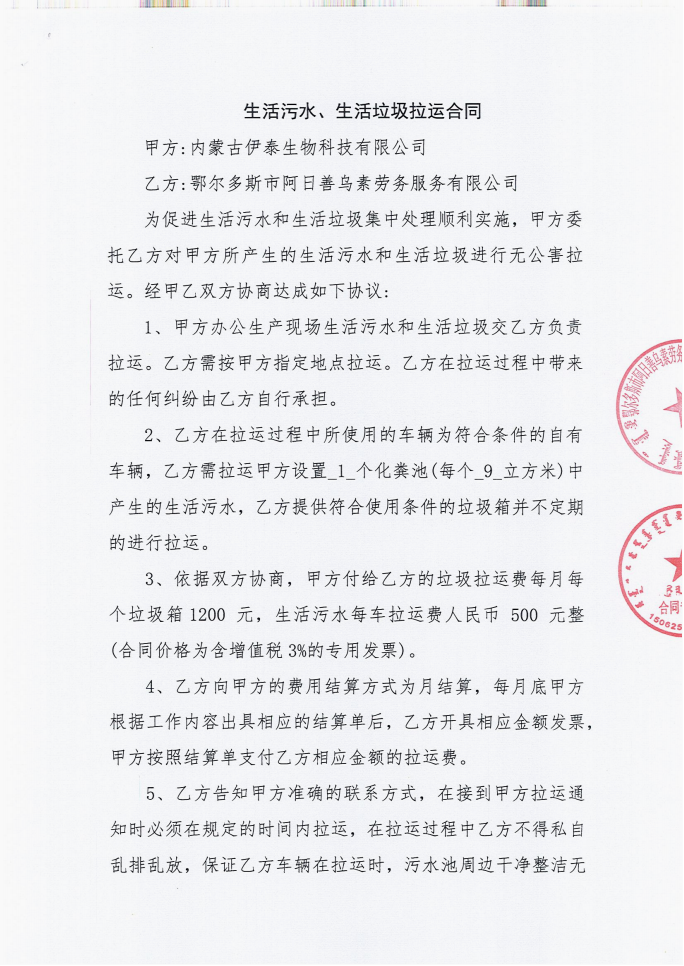 生活污水、生活垃圾拉运合同
甲方:内蒙古伊泰生物科技有限公司
乙方:鄂尔多斯市阿日善乌素劳务服务有限公司
为促进生活污水和生活垃圾集中处理顺利实施，甲方委
托乙方对甲方所产生的生活污水和生活垃圾进行无公害拉
运。经甲乙双方协商达成如下协议:
1、甲方办公生产现场生活污水和生活垃圾交乙方负责
拉运。乙方需按甲方指定地点拉运。乙方在拉运过程中带来
的任何纠纷由乙方自行承担。
2、乙方在拉运过程中所使用的车辆为符合条件的自有
车辆，乙方需拉运甲方设置_1_个化粪池(每个_9_立方米)中
产生的生活污水，乙方提供符合使用条件的垃圾箱并不定期
的进行拉运。
3、依据双方协商，甲方付给乙方的垃圾拉运费每月每
个垃圾箱1200 元，生活污水每车拉运费人民币 500 元整
(合同价格为含增值税3%的专用发票)。
4、乙方向甲方的费用结算方式为月结算，每月底甲方
根据工作内容出具相应的结算单后，乙方开具相应金额发票，
甲方按照结算单支付乙方相应金额的拉运费。
5、乙方告知甲方准确的联系方式，在接到甲方拉运通
知时必须在规定的时间内拉运，在拉运过程中乙方不得私自
乱排乱放，保证乙方车辆在拉运时，污水池周边干净整洁无
鄂尔多斯市阿日善乌素劳务
合同
150625